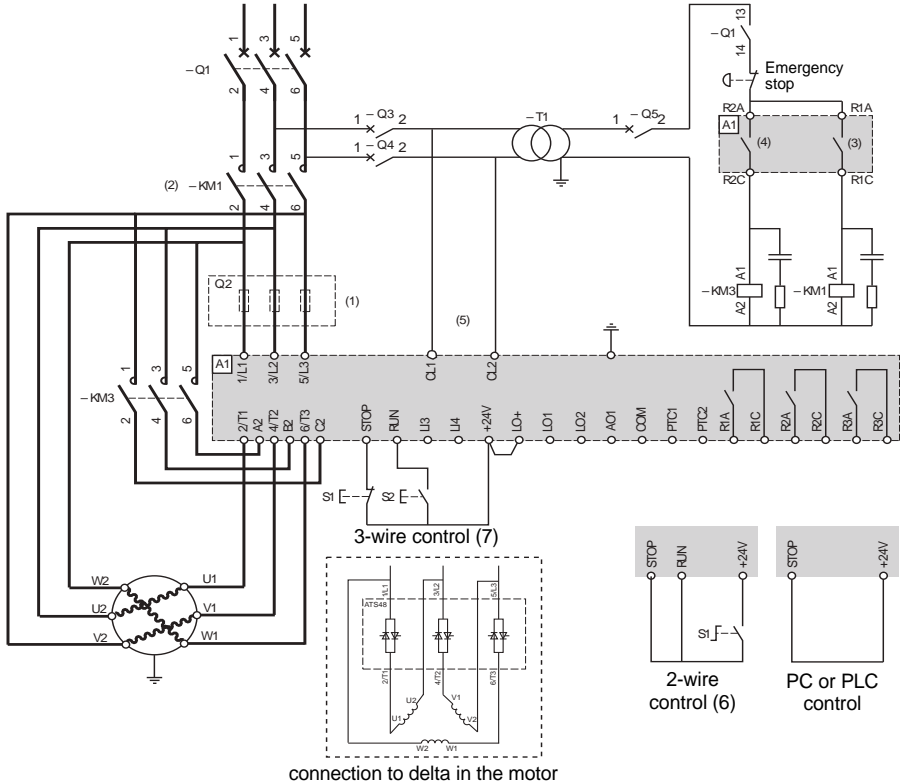 1 3 5
– Q1
2 4 6
1 – Q3 2
1 – Q4 2
– T1
1 – Q5 2
13
– Q1
14
Emergency
stop
R2A R1A
A1
(4) (3)
R2C R1C
1 3 5
(2) – KM1
2 4 6
A1 A1
– KM3 – KM1
A2 A2
Q2
(1)
(5)
A1
1/L1 3/L2 5/L3 CL1 CL2
1 3 5
– KM3
2 4 6
2/T1 A2 4/T2 B2 6/T3 C2 STOP RUN LI3 LI4 +24V LO+ LO1 LO2 AO1 COM PTC1 PTC2 R1A R1C R2A R2C R3A R3C
S1 S2
3-wire control (7)
W2 U1
U2 V1
V2 W1
1/L1 3/L2 5/L3
ATS48
2/T1 4/T2 6/T3
U1 U2 V1 V2
W2 W1
connection to delta in the motor
STOP RUN +24V
S1
2-wire
control (6)
STOP +24V
PC or PLC
control